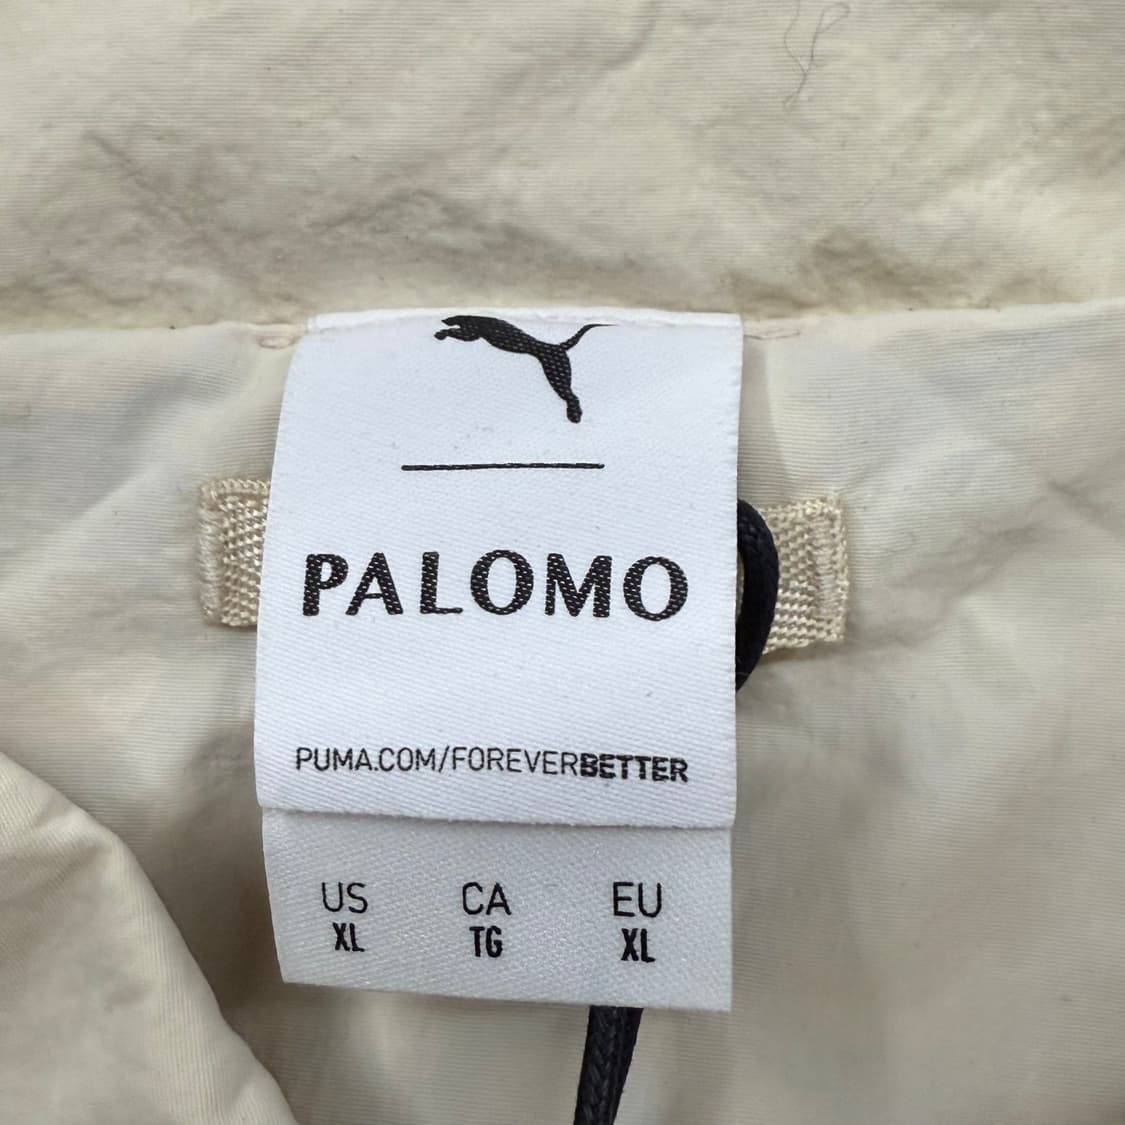 PALOMO
PUMA.COM/FOREVERBETTER
US CA EU
XL TG XL